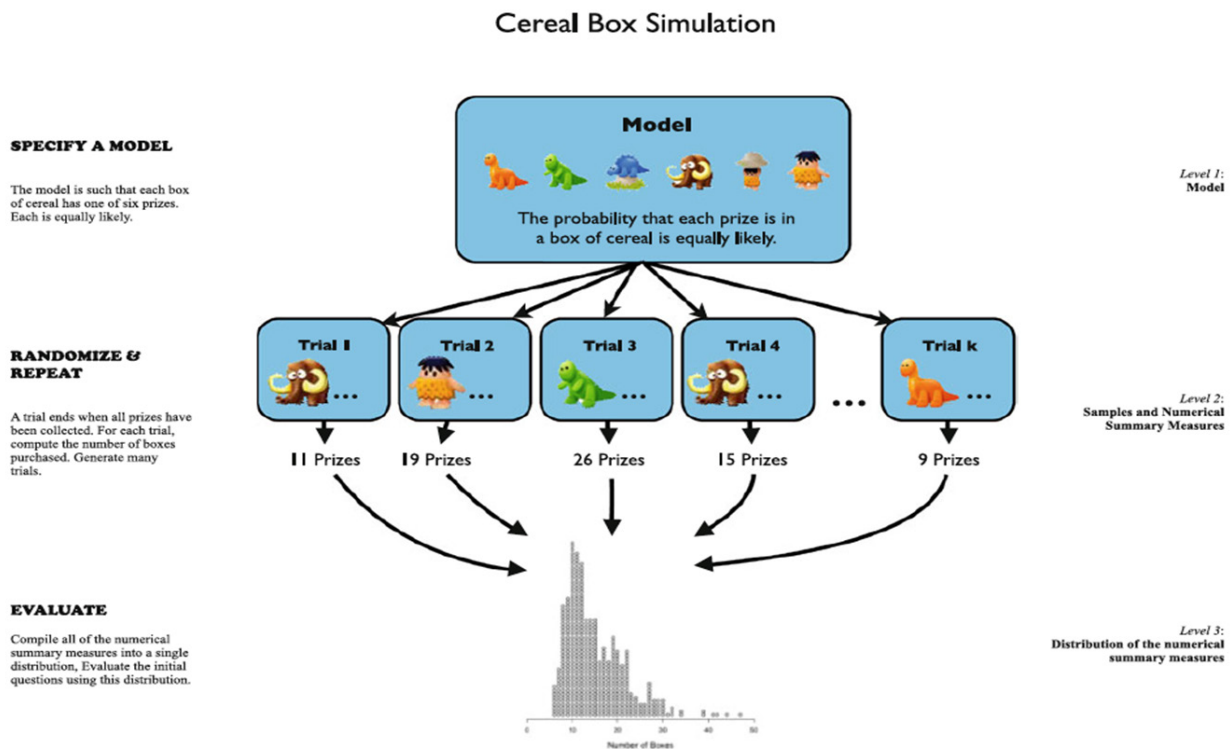 Cereal Box Simulation
SPECIFY A MODEL
The model is such that each box
of cereal has one of six prizes.
Each is equally likely.
Model
The probability that each prize is in
a box of cereal is equally likely.
Level 1:
Model
RANDOMIZE &
REPEAT
A trial ends when all prizes have
been collected. For each trial,
compute the number of boxes
purchased. Generate many
trials.
Trial 1
...
Trial 2
...
Trial 3
...
Trial 4
...
...
Trial k
...
11 Prizes
19 Prizes
26 Prizes
15 Prizes
9 Prizes
Level 2:
Samples and Numerical
Summary Measures
EVALUATE
Compile all of the numerical
summary measures into a single
distribution, Evaluate the initial
questions using this distribution.
0 10 20 30 40 50
Number of Boxes
Level 3:
Distribution of the numerical
summary measures